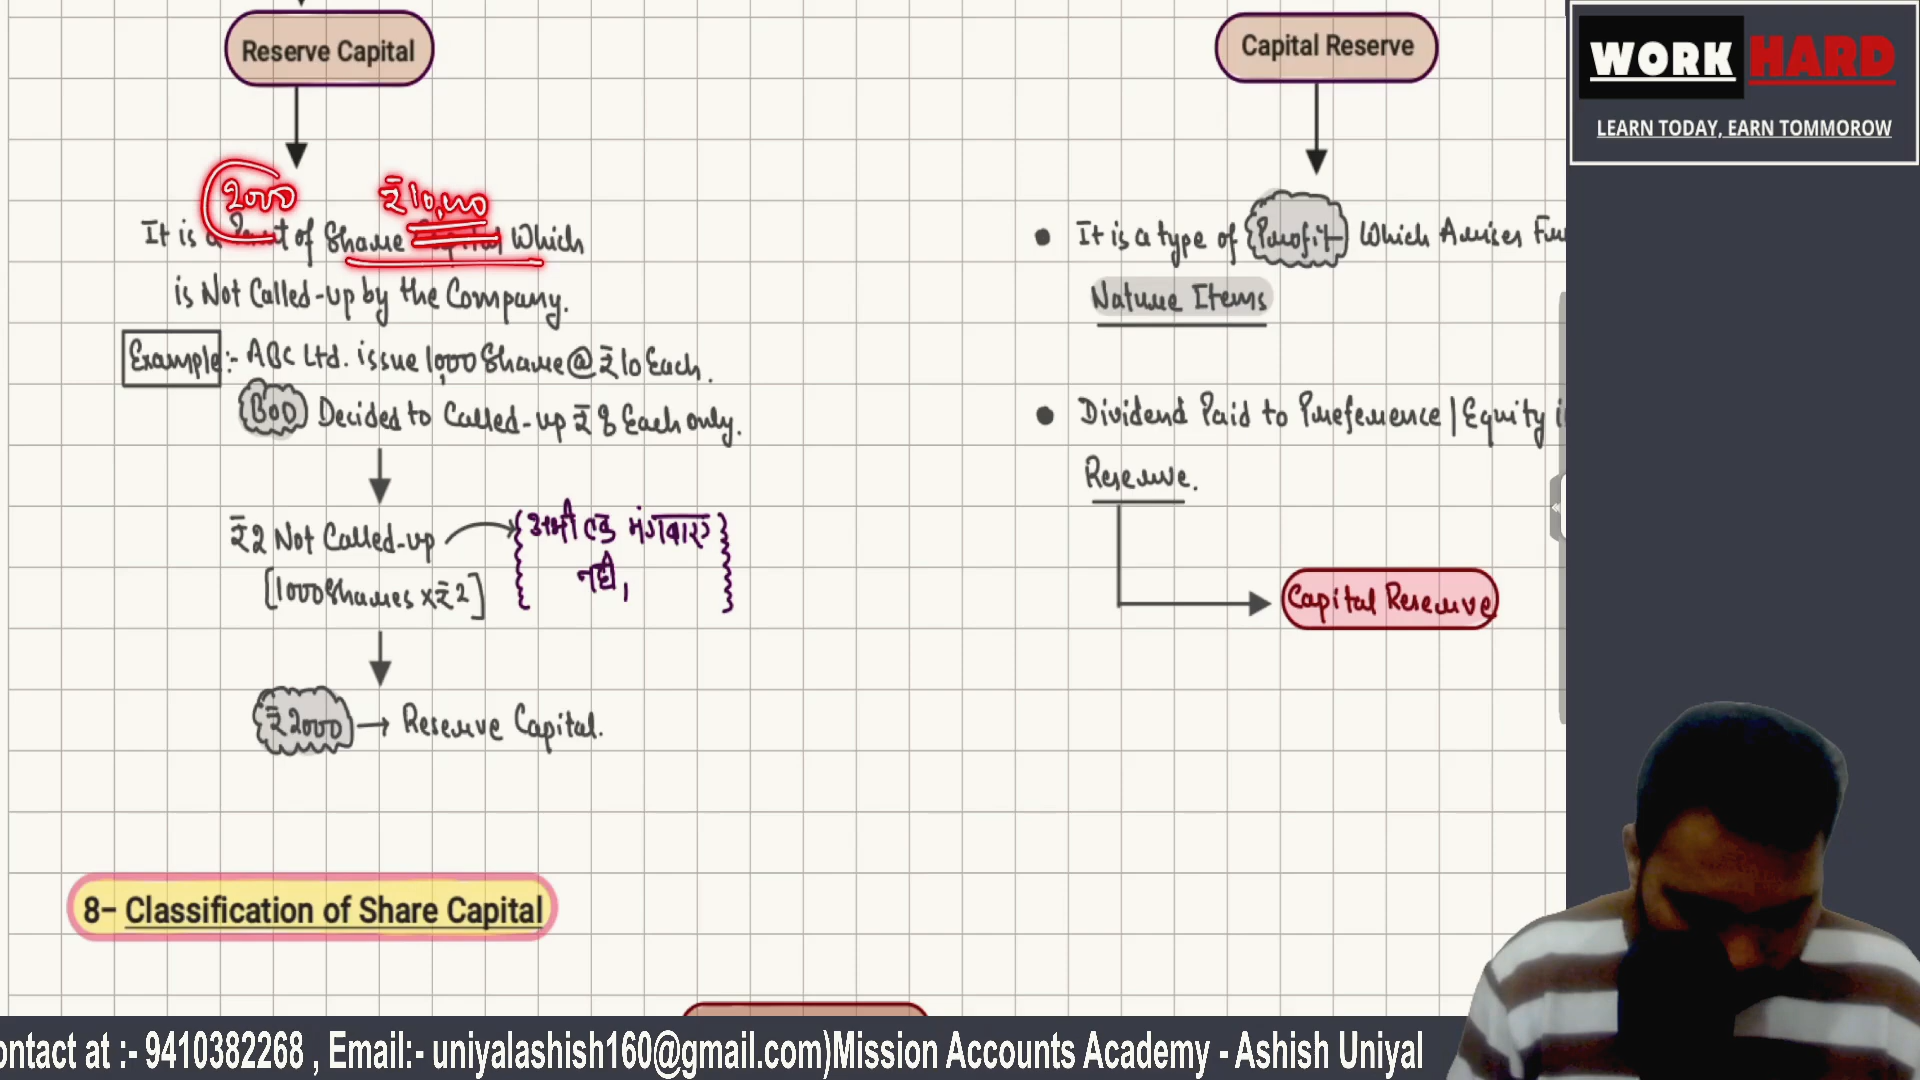 Reserve Capital
2000 ₹10,000
It is a Part of Share Capital Which
is Not Called-up by the Company.
Example:- ABC Ltd. issue 1,000 Share @ ₹10 Each.
BOD Decided to Called-up ₹8 Each only.
₹2 Not Called-up
[1000 Shares x ₹2]
नहीं,
₹2000 → Reserve Capital.
8- Classification of Share Capital
Capital Reserve
• It is a type of Profit Which Arises
Nature Items
• Dividend Paid to Preference | Equity
Reserve.
Capital Reserve
WORK HARD
LEARN TODAY, EARN TOMMOROW
ontact at :- 9410382268 , Email:- uniyalashish160@gmail.com)Mission Accounts Academy - Ashish Uniyal